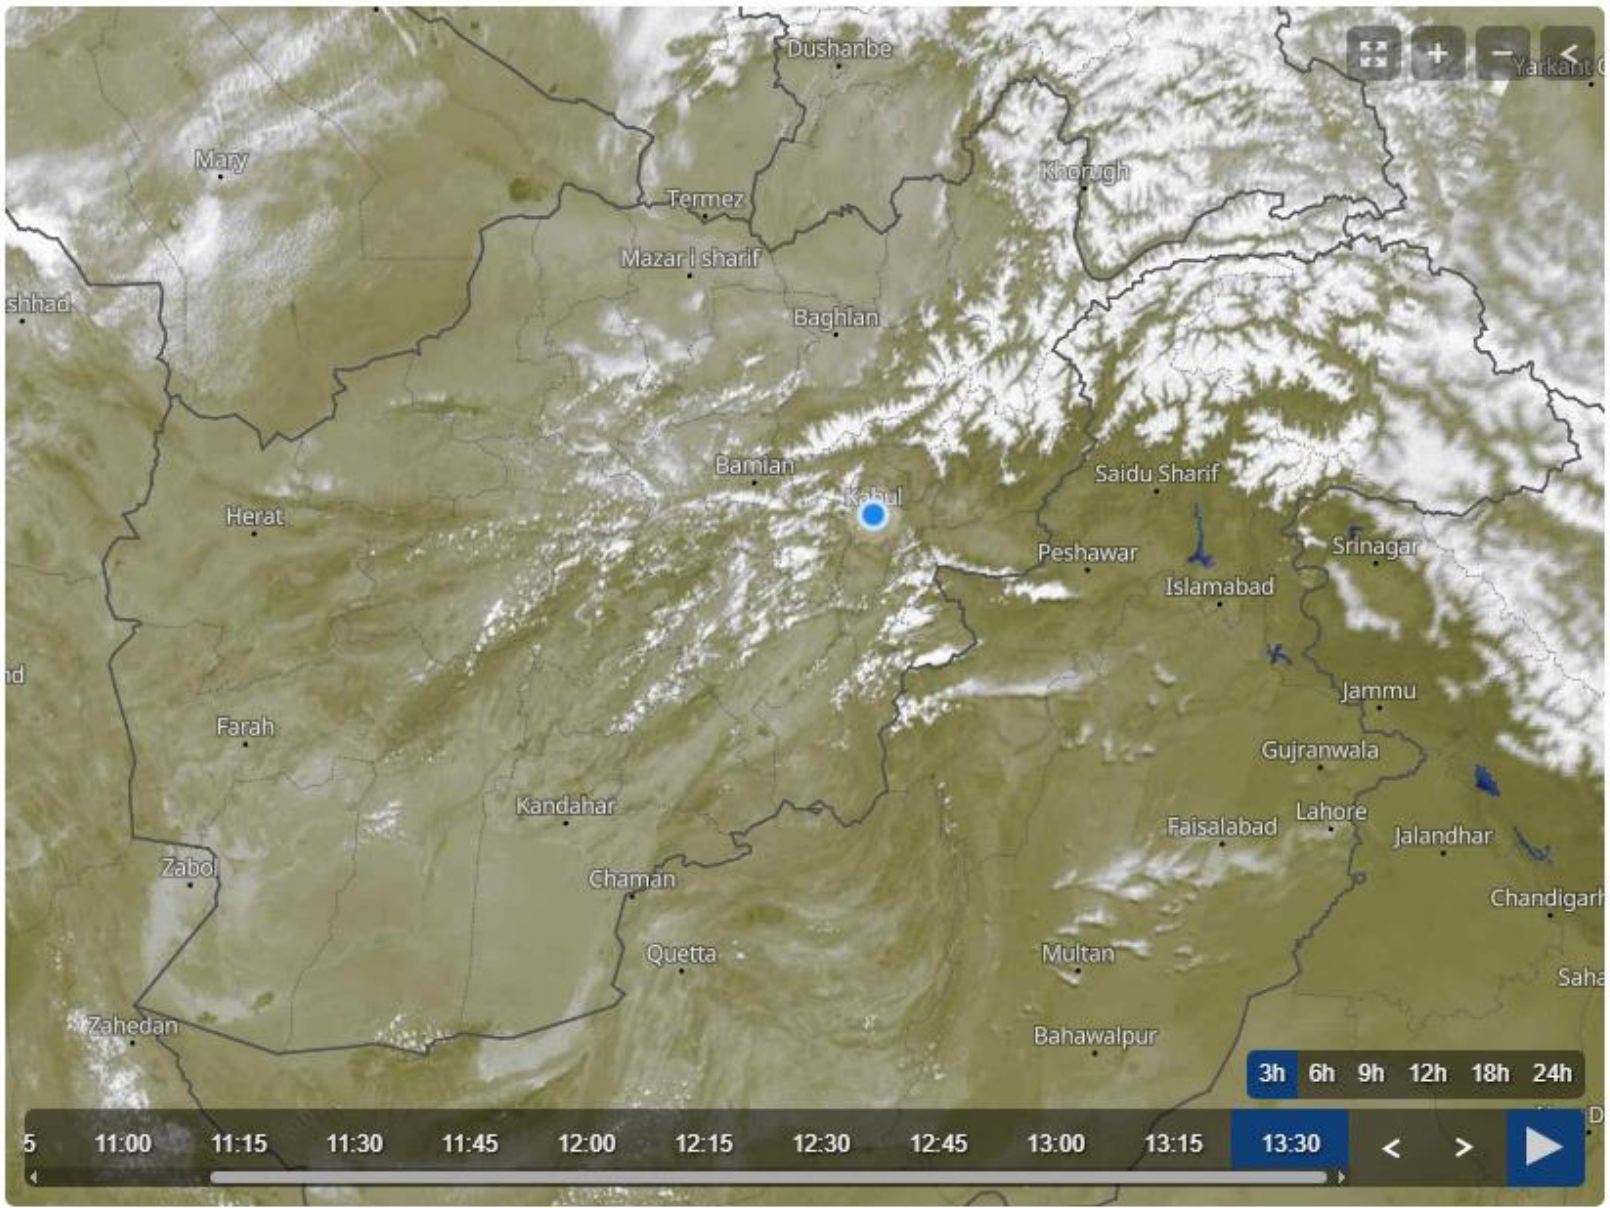 Dushanbe
Yarkant
Mary
Khorugh
Termez
Mazar i sharif
shhad
Baghlan
Bamian
Saidu Sharif
Kabul
Herat
Srinagar
Peshawar
Islamabad
nd
Jammu
Farah
Gujranwala
Kandahar
Lahore
Faisalabad
Jalandhar
Zabol
Chaman
Chandigarh
Quetta
Multan
Saha
Zahedan
Bahawalpur
3h 6h 9h 12h 18h 24h
5 11:00 11:15 11:30 11:45 12:00 12:15 12:30 12:45 13:00 13:15 13:30